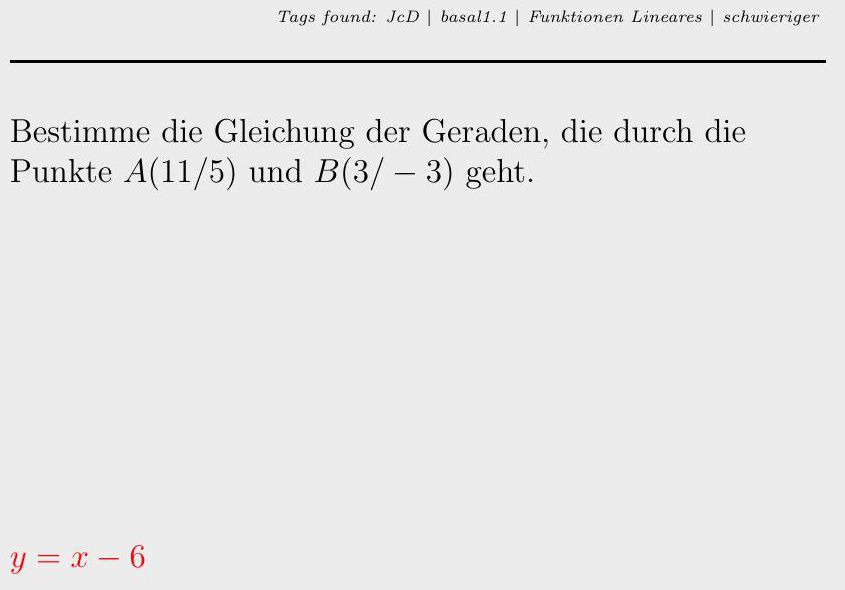 Tags found: JcD | basal1.1 | Funktionen Lineares | schwieriger
Bestimme die Gleichung der Geraden, die durch die
Punkte A(11/5) und B(3/ − 3) geht.
y = x − 6